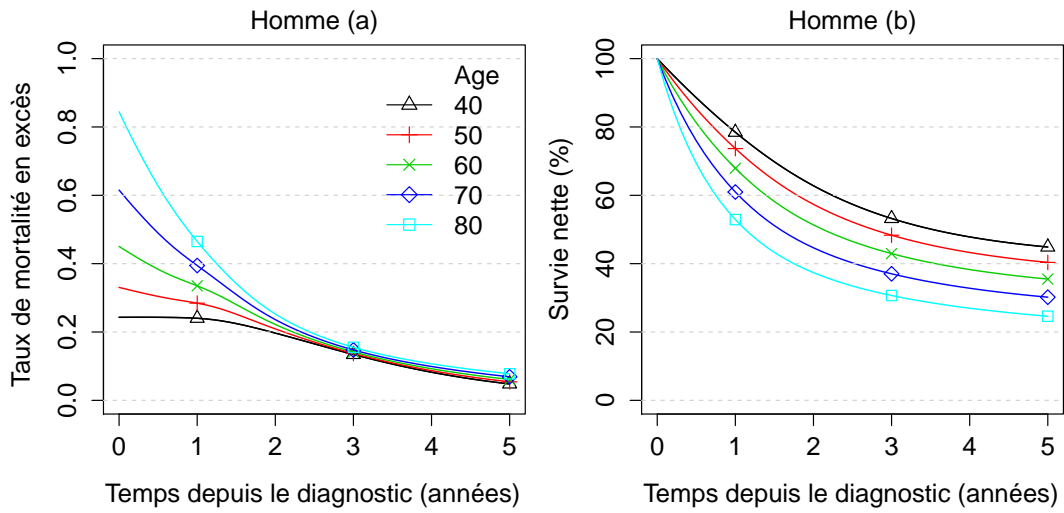 Homme (a)
Taux de mortalité en excès
1.0
0.8
0.6
0.4
0.2
0.0
Age
40
50
60
70
80
0 1 2 3 4 5
Temps depuis le diagnostic (années)
Homme (b)
Survie nette (%)
100
80
60
40
20
0
0 1 2 3 4 5
Temps depuis le diagnostic (années)